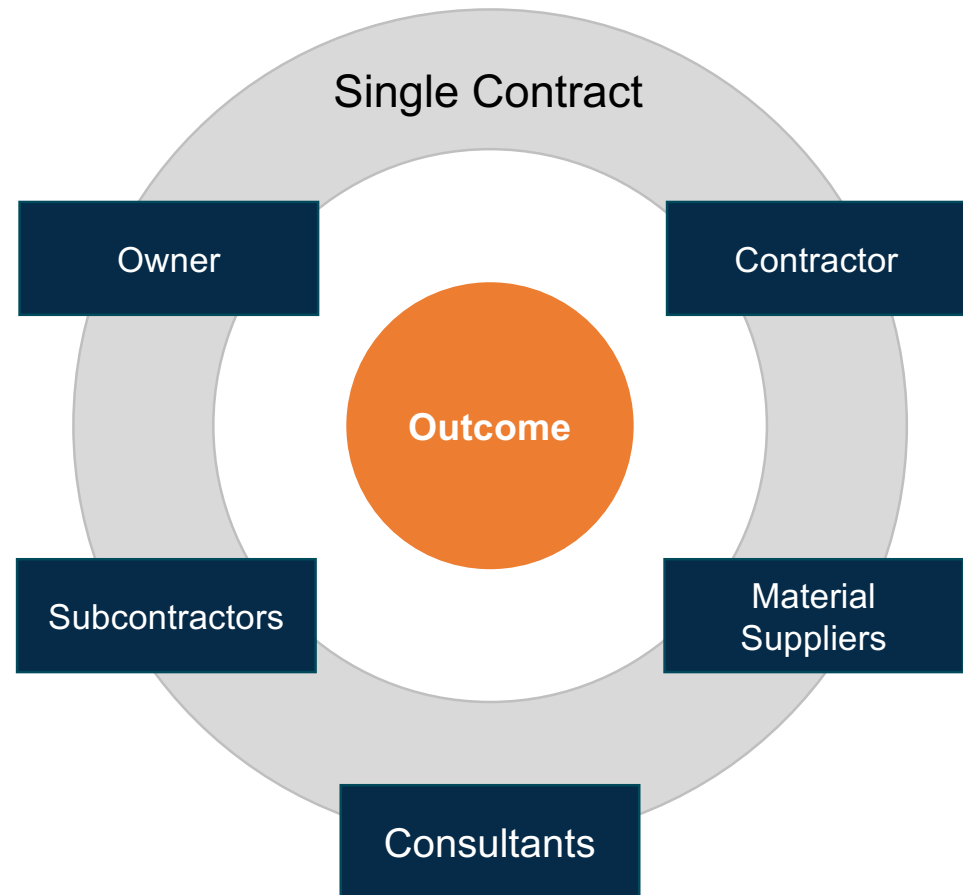 Single Contract
Owner
Contractor
Outcome
Subcontractors
Material
Suppliers
Consultants